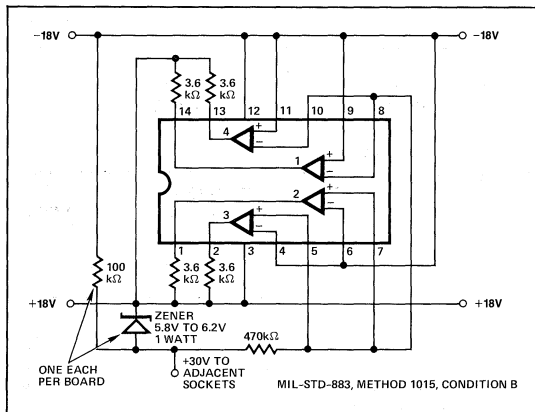 −18V
−18V
3.6
kΩ
3.6
kΩ
14 13 12 11 10 9 8
4
+
−
1
+
−
2
+
−
3
+
−
1 2 3 4 5 6 7
100
kΩ
3.6
kΩ
3.6
kΩ
+18V
+18V
ZENER
5.8V TO 6.2V
1 WATT
470kΩ
ONE EACH
PER BOARD
+30V TO
ADJACENT
SOCKETS
MIL-STD-883, METHOD 1015, CONDITION B